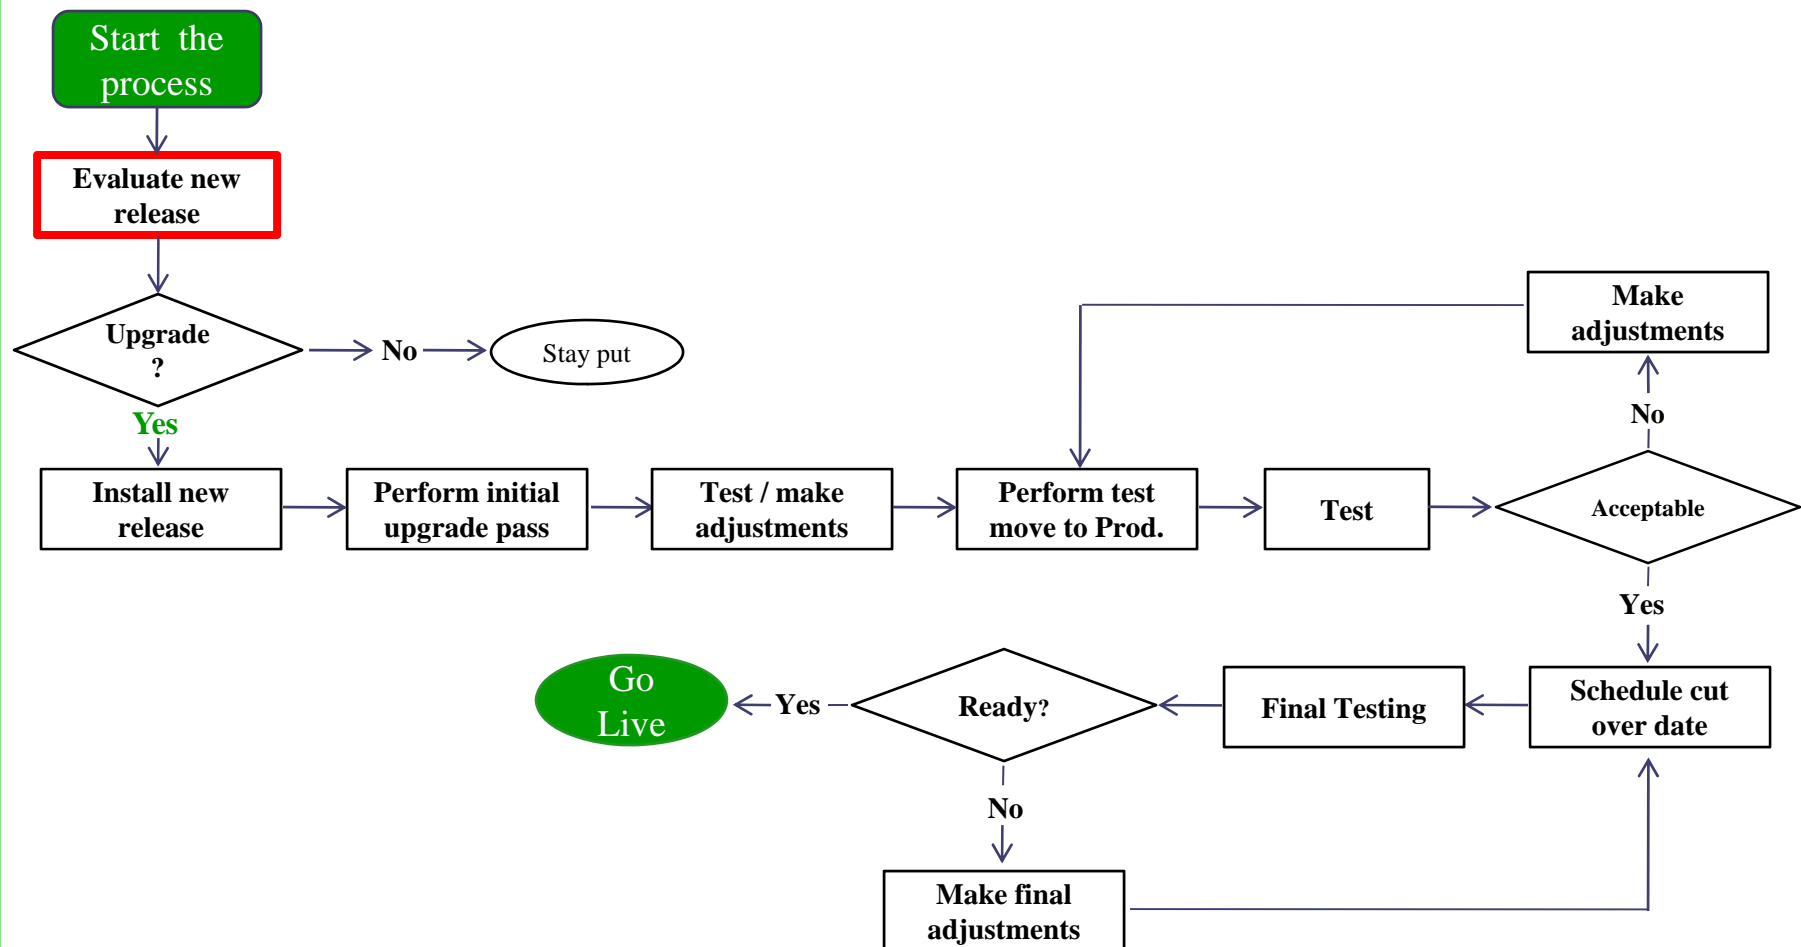 Start the
process
Evaluate new
release
Upgrade
?
No
Stay put
Yes
Install new
release
Perform initial
upgrade pass
Test / make
adjustments
Perform test
move to Prod.
Test
Acceptable
No
Make
adjustments
Yes
Schedule cut
over date
Final Testing
Ready?
Yes
Go
Live
No
Make final
adjustments